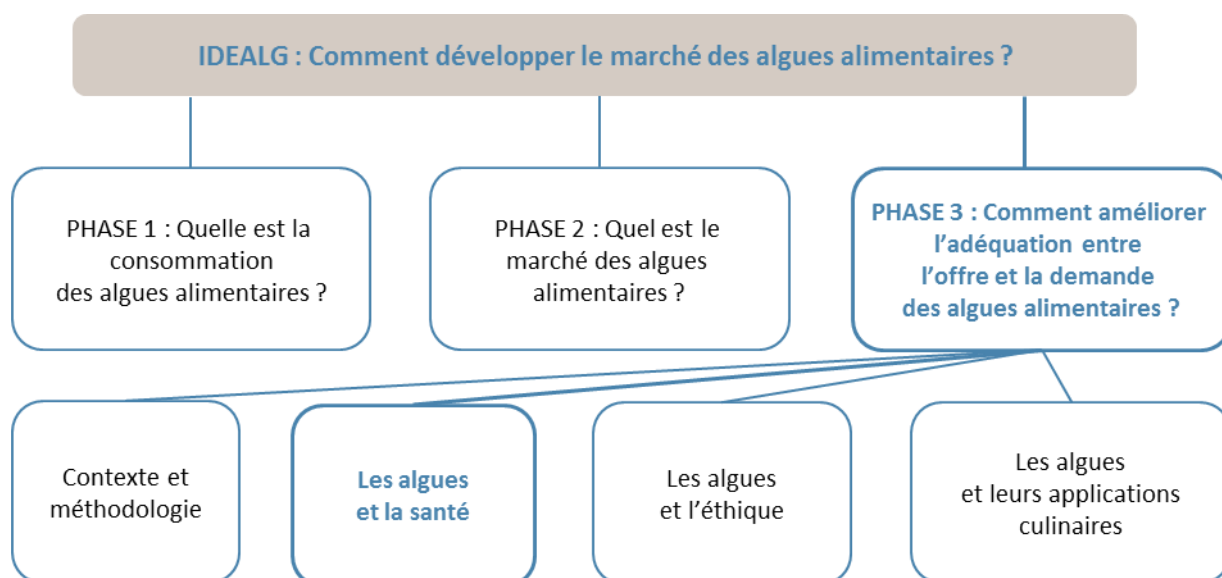 IDEALG : Comment développer le marché des algues alimentaires ?
PHASE 1 : Quelle est la
consommation
des algues alimentaires ?
PHASE 2 : Quel est le
marché des algues
alimentaires ?
PHASE 3 : Comment améliorer
l’adéquation entre
l’offre et la demande
des algues alimentaires ?
Contexte et
méthodologie
Les algues
et la santé
Les algues
et l’éthique
Les algues
et leurs applications
culinaires